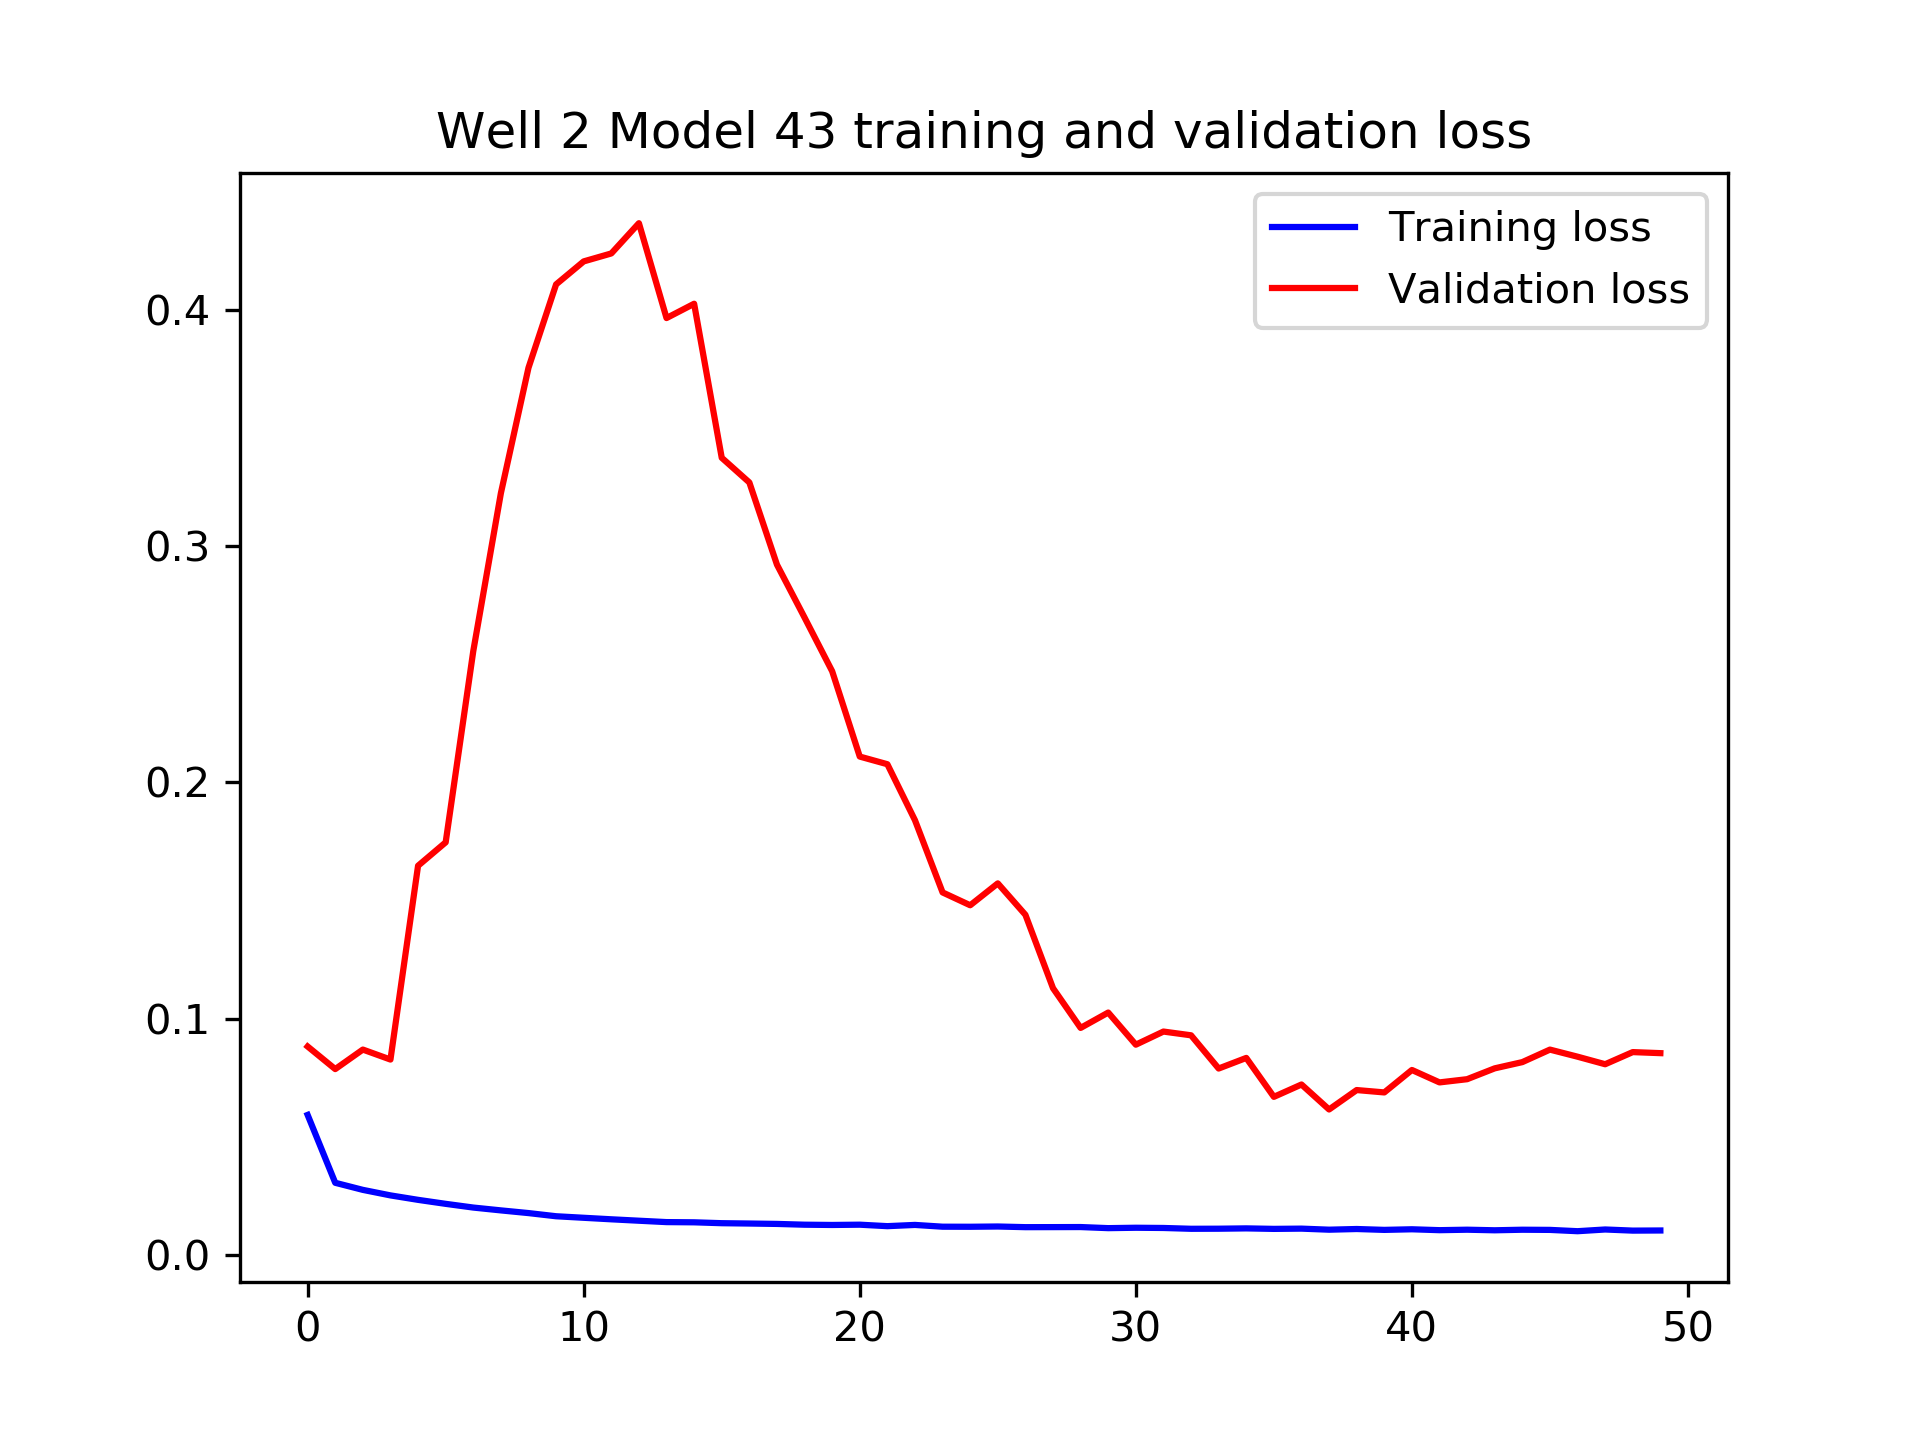 Well 2 Model 43 training and validation loss
Training loss
Validation loss
0.4
0.3
0.2
0.1
0.0
0 10 20 30 40 50